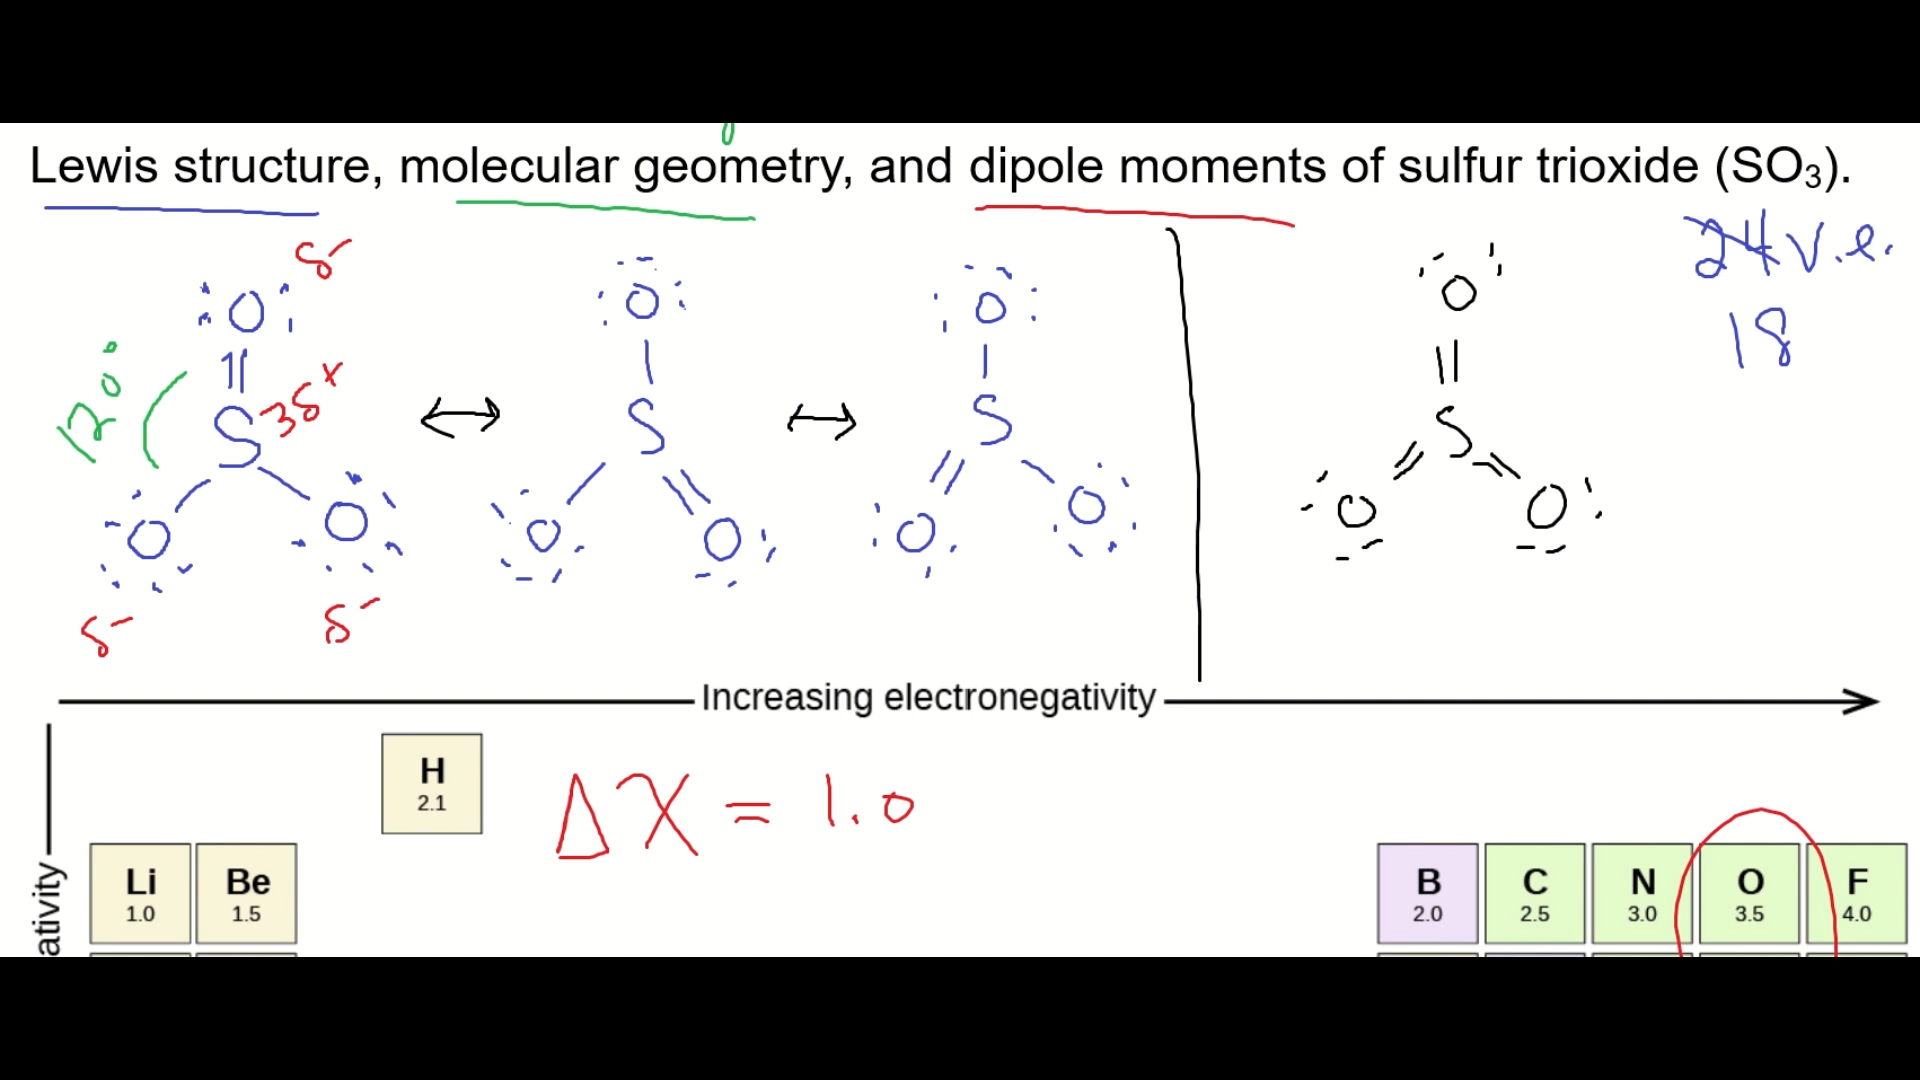 Lewis structure, molecular geometry, and dipole moments of sulfur trioxide (SO₃).
24 v.e.
18
δ-
O
S 3δ+
120°
O O
δ- δ-
O
S
O O
O
S
O O
O
S
O O
Increasing electronegativity
ativity
H
2.1
ΔX = 1.0
Li Be B C N O F
1.0 1.5 2.0 2.5 3.0 3.5 4.0